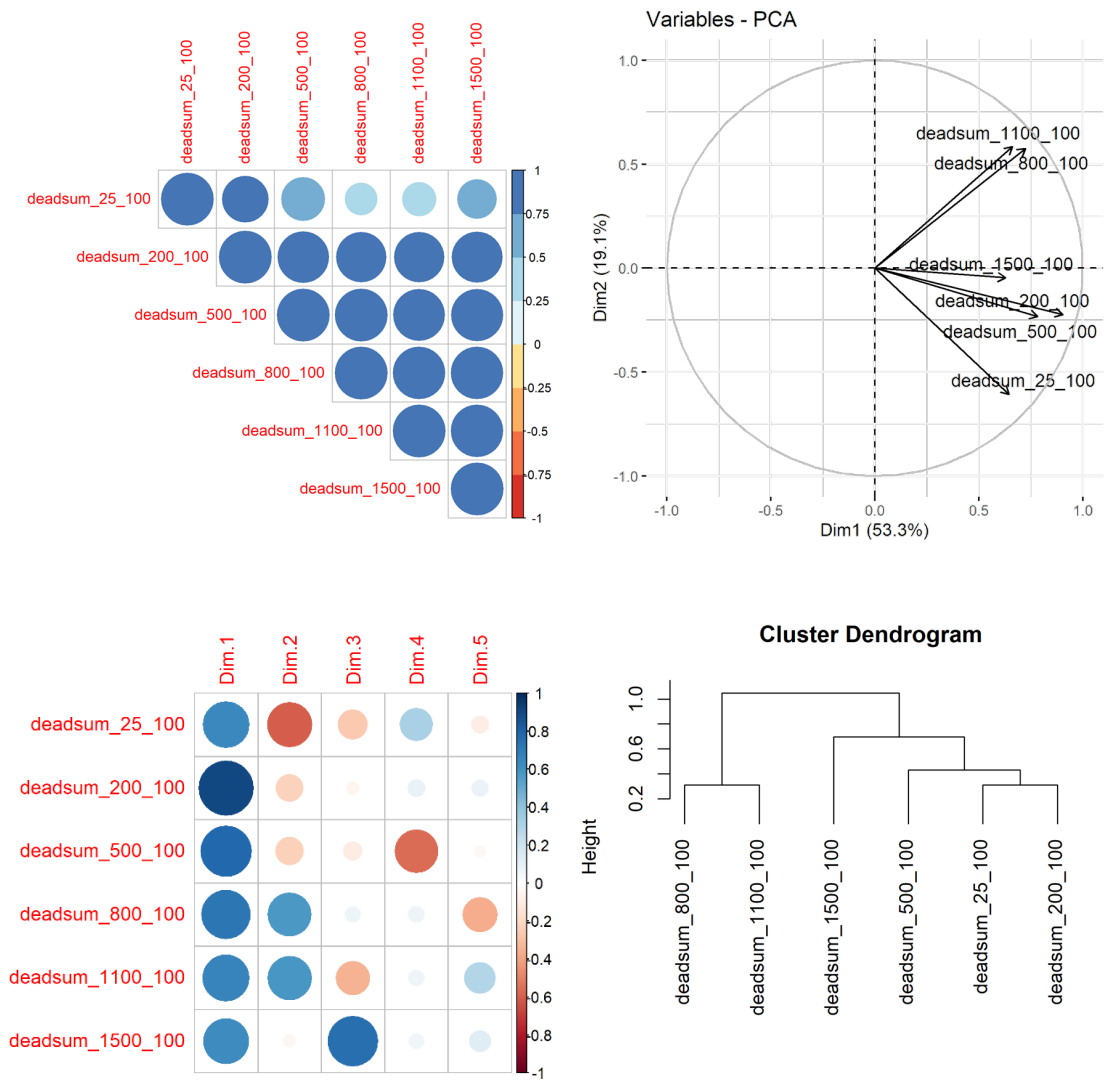 deadsum_25_100
deadsum_200_100
deadsum_500_100
deadsum_800_100
deadsum_1100_100
deadsum_1500_100
deadsum_25_100
deadsum_200_100
deadsum_500_100
deadsum_800_100
deadsum_1100_100
deadsum_1500_100
1
0.75
0.5
0.25
0
-0.25
-0.5
-0.75
-1
Variables - PCA
Dim2 (19.1%)
1.0
0.5
0.0
-0.5
-1.0
deadsum_1100_100
deadsum_800_100
deadsum_1500_100
deadsum_200_100
deadsum_500_100
deadsum_25_100
-1.0
-0.5
0.0
0.5
1.0
Dim1 (53.3%)
Dim.1
Dim.2
Dim.3
Dim.4
Dim.5
deadsum_25_100
deadsum_200_100
deadsum_500_100
deadsum_800_100
deadsum_1100_100
deadsum_1500_100
1
0.8
0.6
0.4
0.2
0
-0.2
-0.4
-0.6
-0.8
-1
Cluster Dendrogram
Height
1.0
0.6
0.2
deadsum_800_100
deadsum_1100_100
deadsum_1500_100
deadsum_500_100
deadsum_25_100
deadsum_200_100